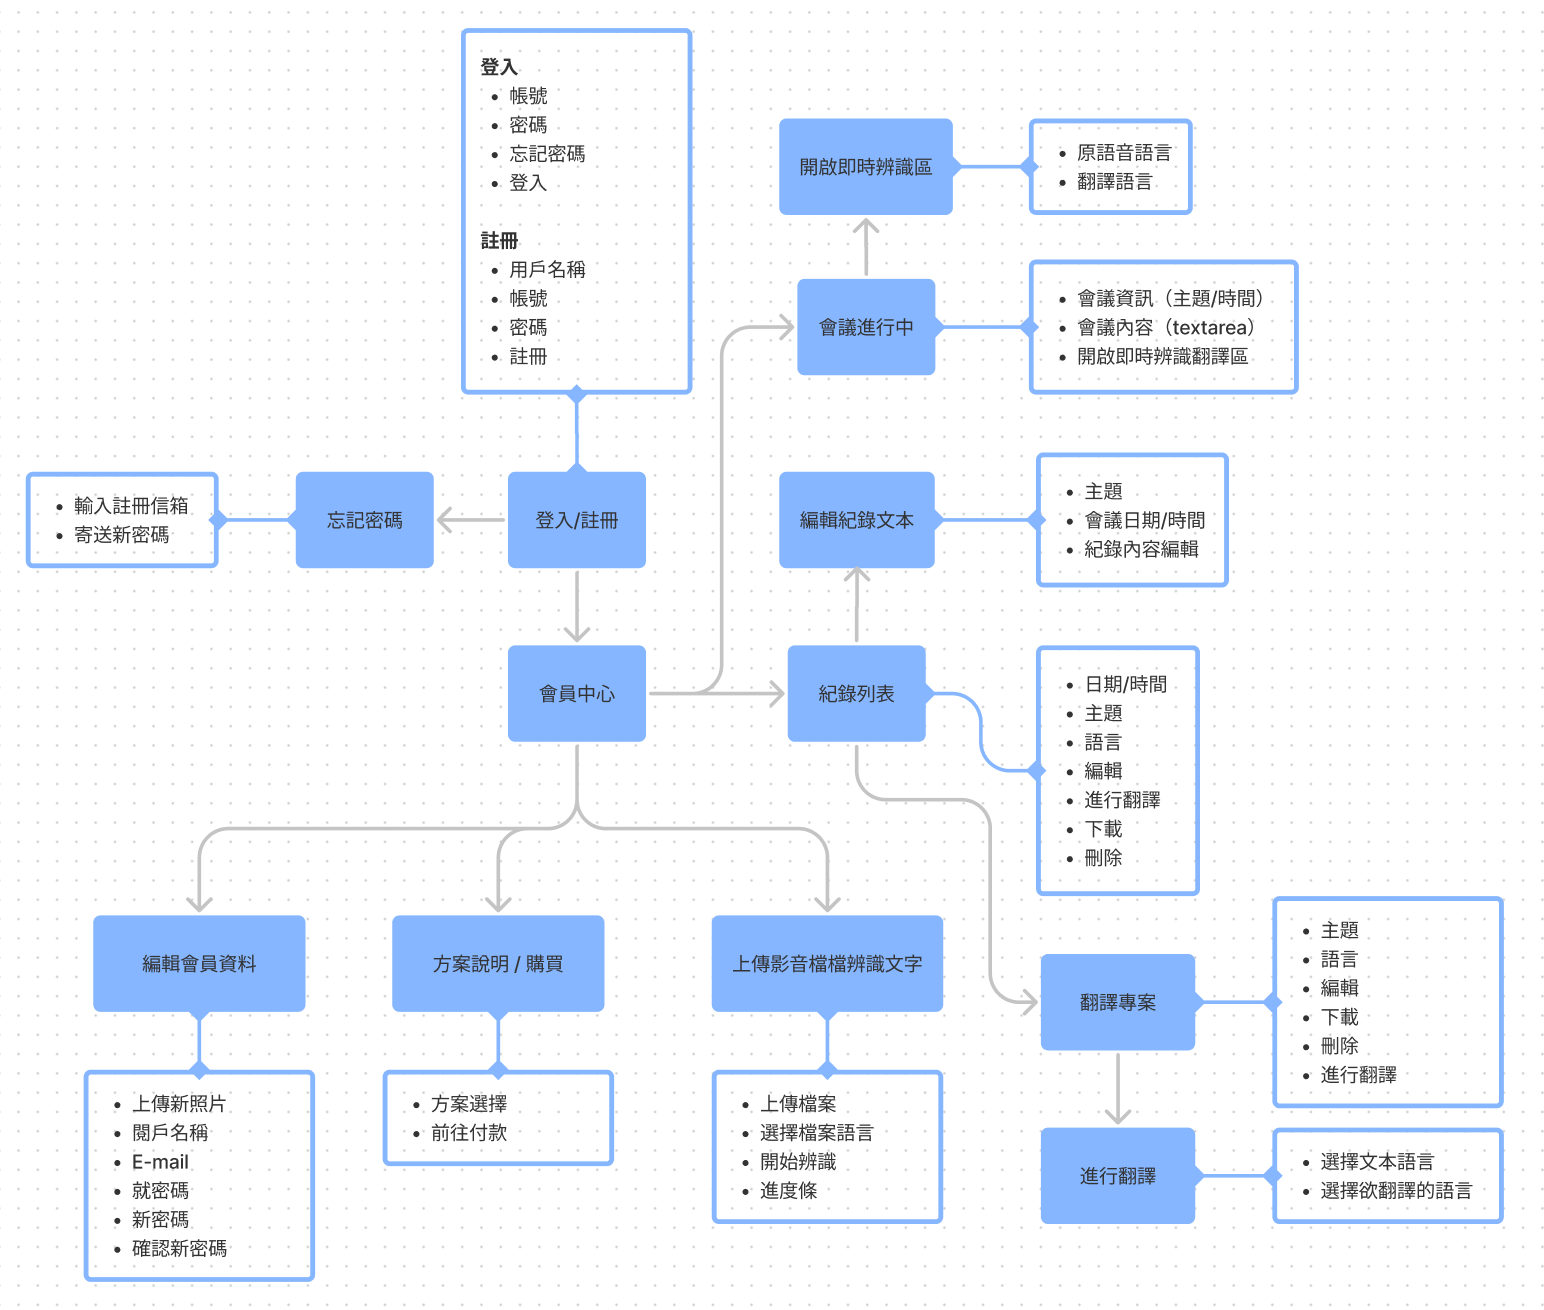 登入
帳號
密碼
忘記密碼
登入
註冊
用戶名稱
帳號
密碼
註冊
開啟即時辨識區
原語音語言
翻譯語言
會議進行中
會議資訊（主題/時間）
會議內容（textarea）
開啟即時辨識翻譯區
輸入註冊信箱
寄送新密碼
忘記密碼
登入/註冊
編輯紀錄文本
主題
會議日期/時間
紀錄內容編輯
會員中心
紀錄列表
日期/時間
主題
語言
編輯
進行翻譯
下載
刪除
編輯會員資料
方案說明 / 購買
上傳影音檔檔辨識文字
翻譯專案
主題
語言
編輯
下載
刪除
進行翻譯
上傳新照片
閱戶名稱
E-mail
就密碼
新密碼
確認新密碼
方案選擇
前往付款
上傳檔案
選擇檔案語言
開始辨識
進度條
進行翻譯
選擇文本語言
選擇欲翻譯的語言